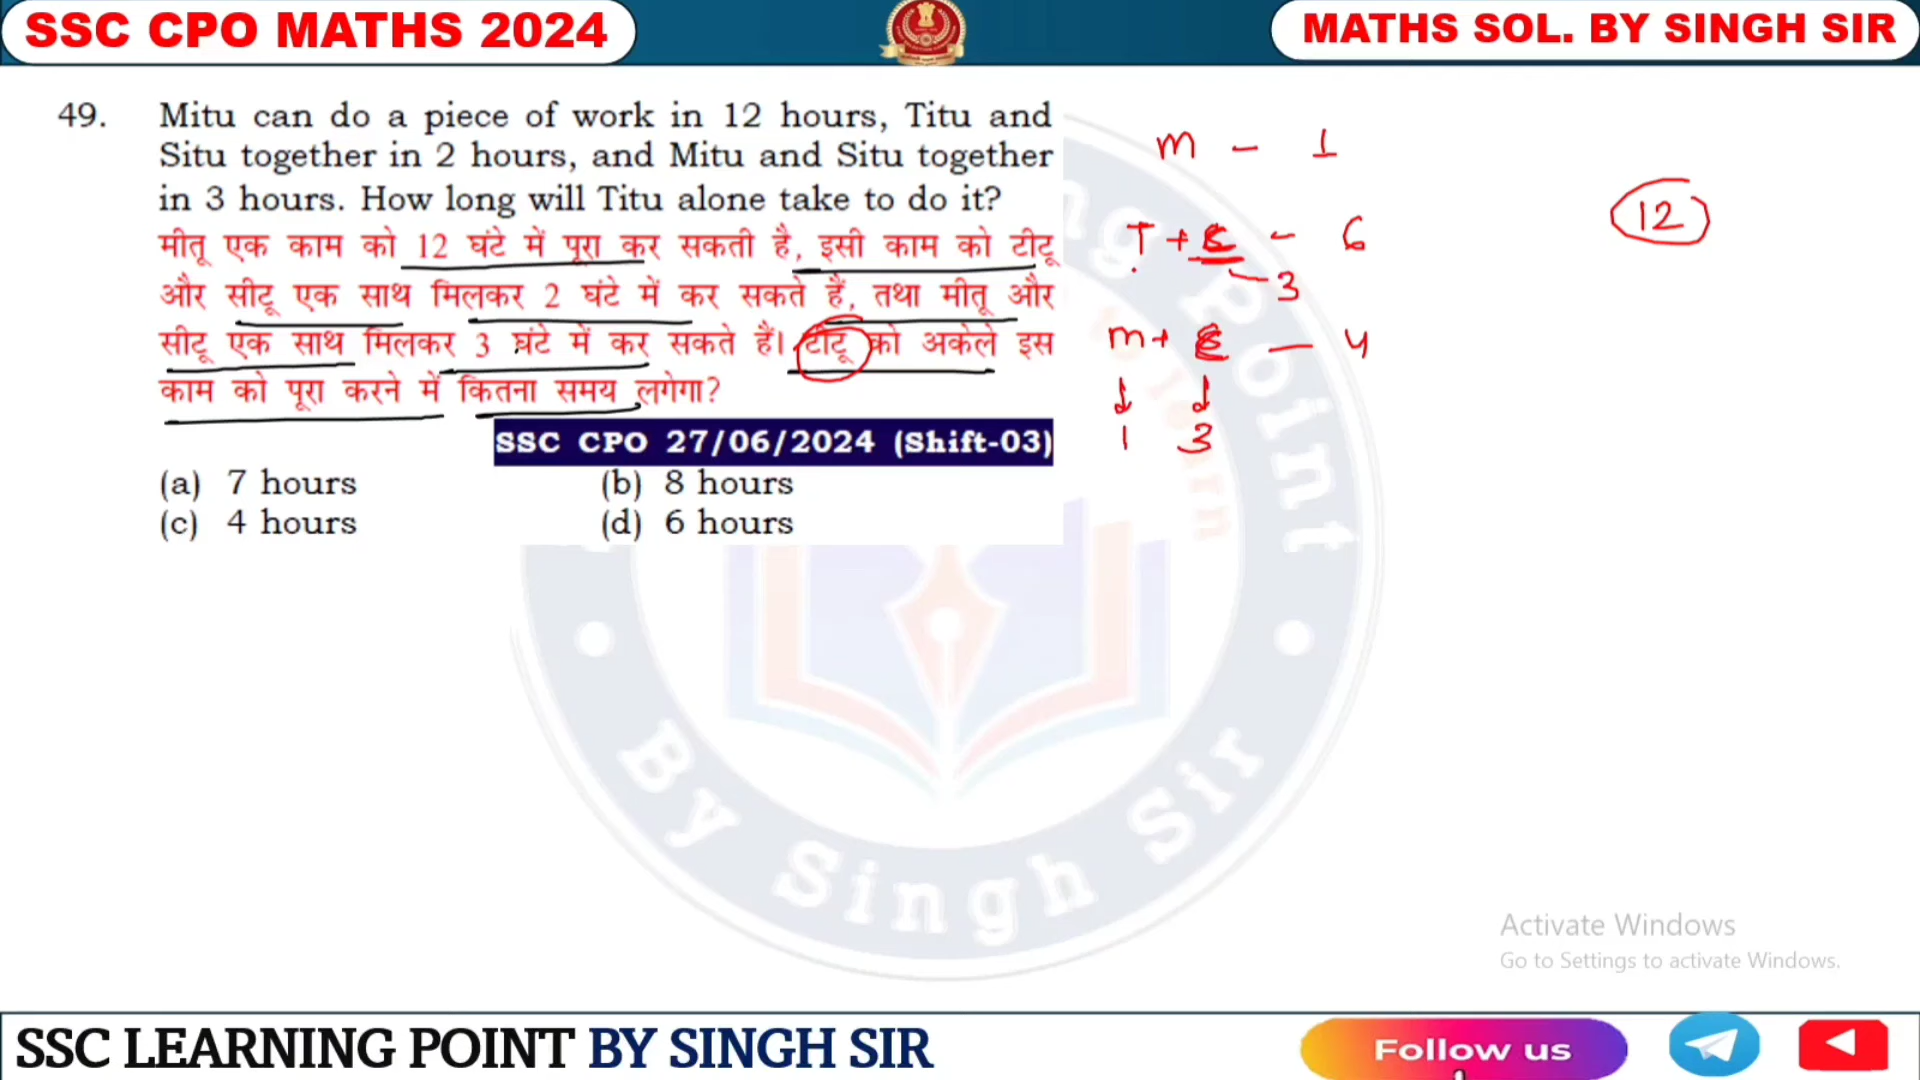 SSC CPO MATHS 2024
MATHS SOL. BY SINGH SIR
49. Mitu can do a piece of work in 12 hours, Titu and
Situ together in 2 hours, and Mitu and Situ together
in 3 hours. How long will Titu alone take to do it?
मीतू एक काम को 12 घंटे में पूरा कर सकती है, इसी काम को टीटू
और सीटू एक साथ मिलकर 2 घंटे में कर सकते हैं, तथा मीतू और
सीटू एक साथ मिलकर 3 घंटे में कर सकते हैं। टीटू को अकेले इस
काम को पूरा करने में कितना समय लगेगा?
SSC CPO 27/06/2024 (Shift-03)
(a) 7 hours (b) 8 hours
(c) 4 hours (d) 6 hours
m - 1
12
T + S - 6
3
m + S - 4
1 3
By Singh Sir
Activate Windows
Go to Settings to activate Windows.
SSC LEARNING POINT BY SINGH SIR
Follow us